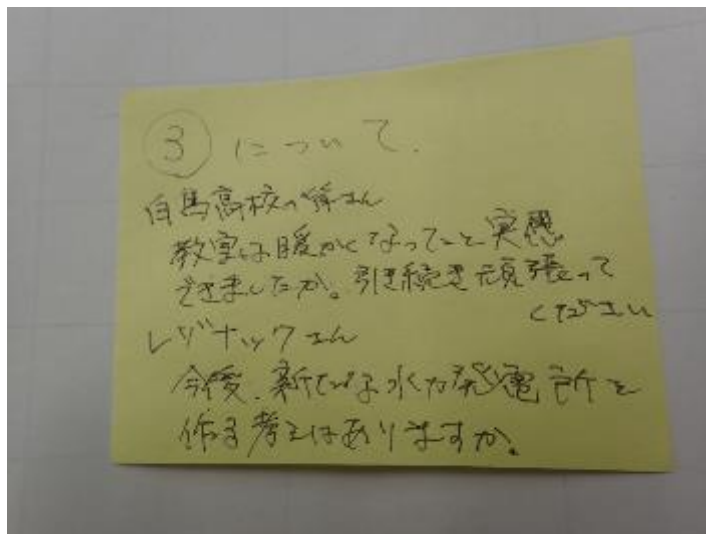 ③ について.
白馬高校の皆さん
教室は暖かくなってこと実感
できましたか。引き続き頑張って
ください
レジナックさん
今後、新たな水力発電所を
作る考えはありますか。